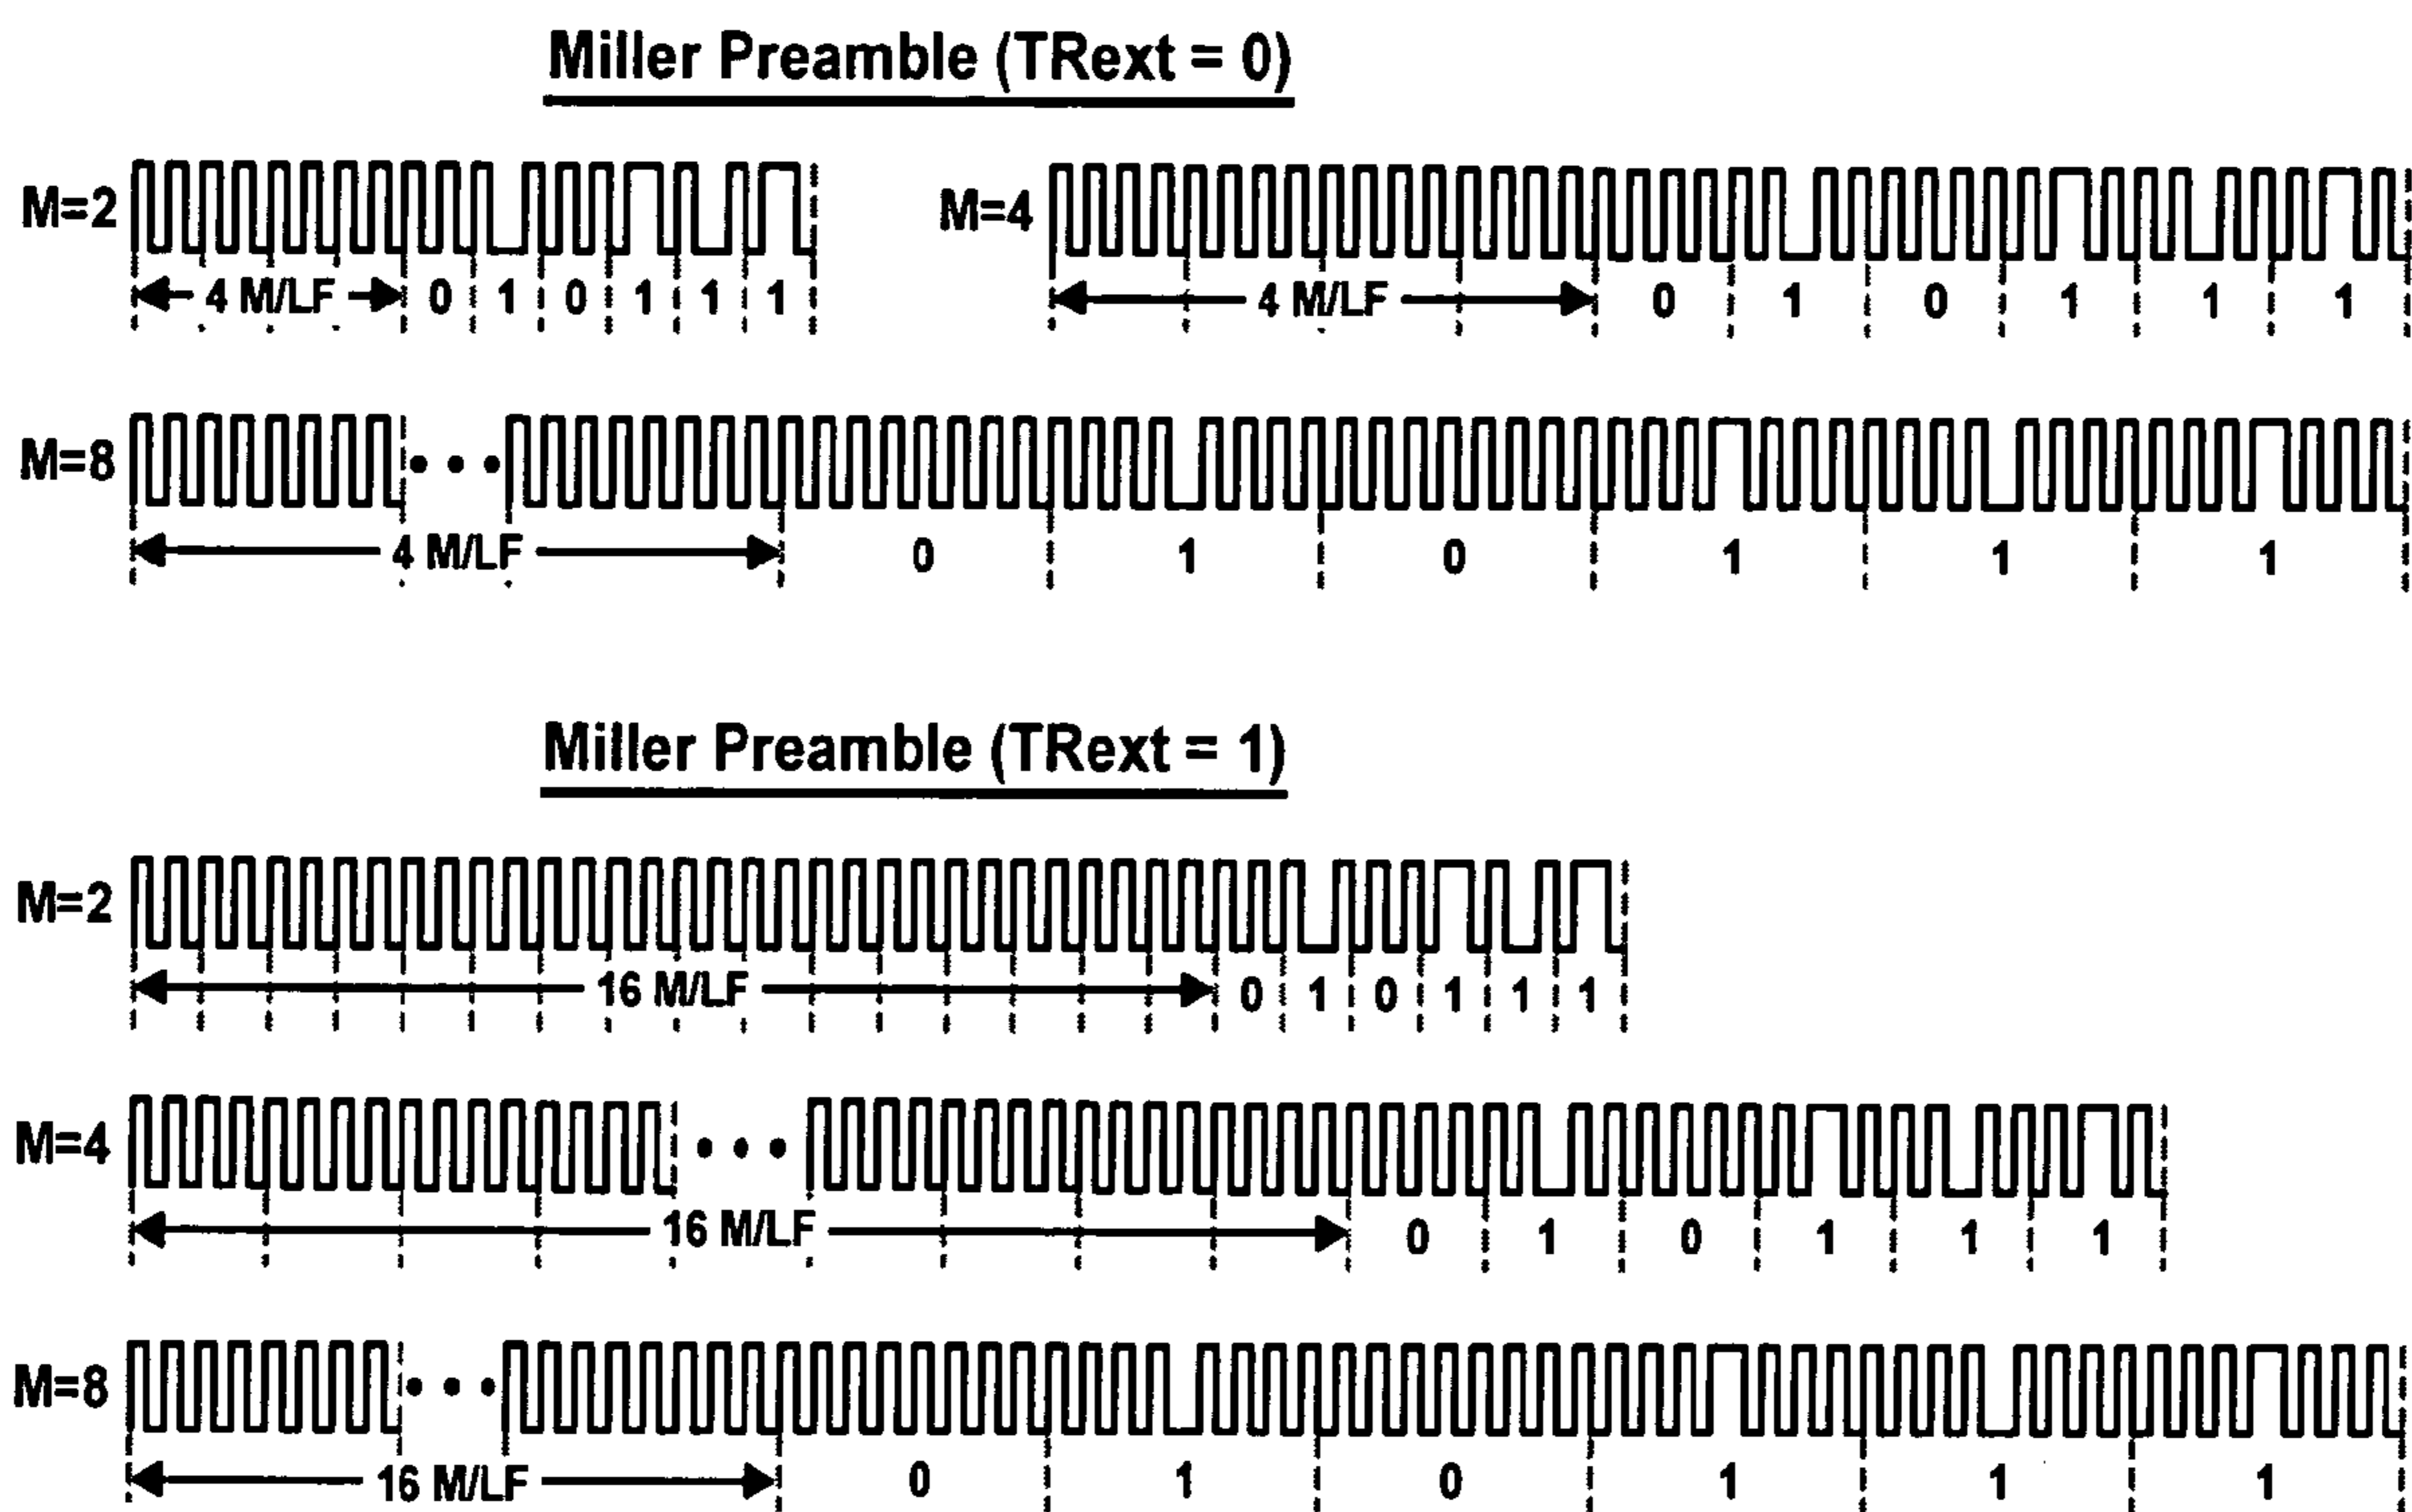 Miller Preamble (TRext = 0)
M=2
4 M/LF 0 1 0 1 1 1
M=4
4 M/LF 0 1 0 1 1 1
M=8
4 M/LF 0 1 0 1 1 1
Miller Preamble (TRext = 1)
M=2
16 M/LF 0 1 0 1 1 1
M=4
16 M/LF 0 1 0 1 1 1
M=8
16 M/LF 0 1 0 1 1 1